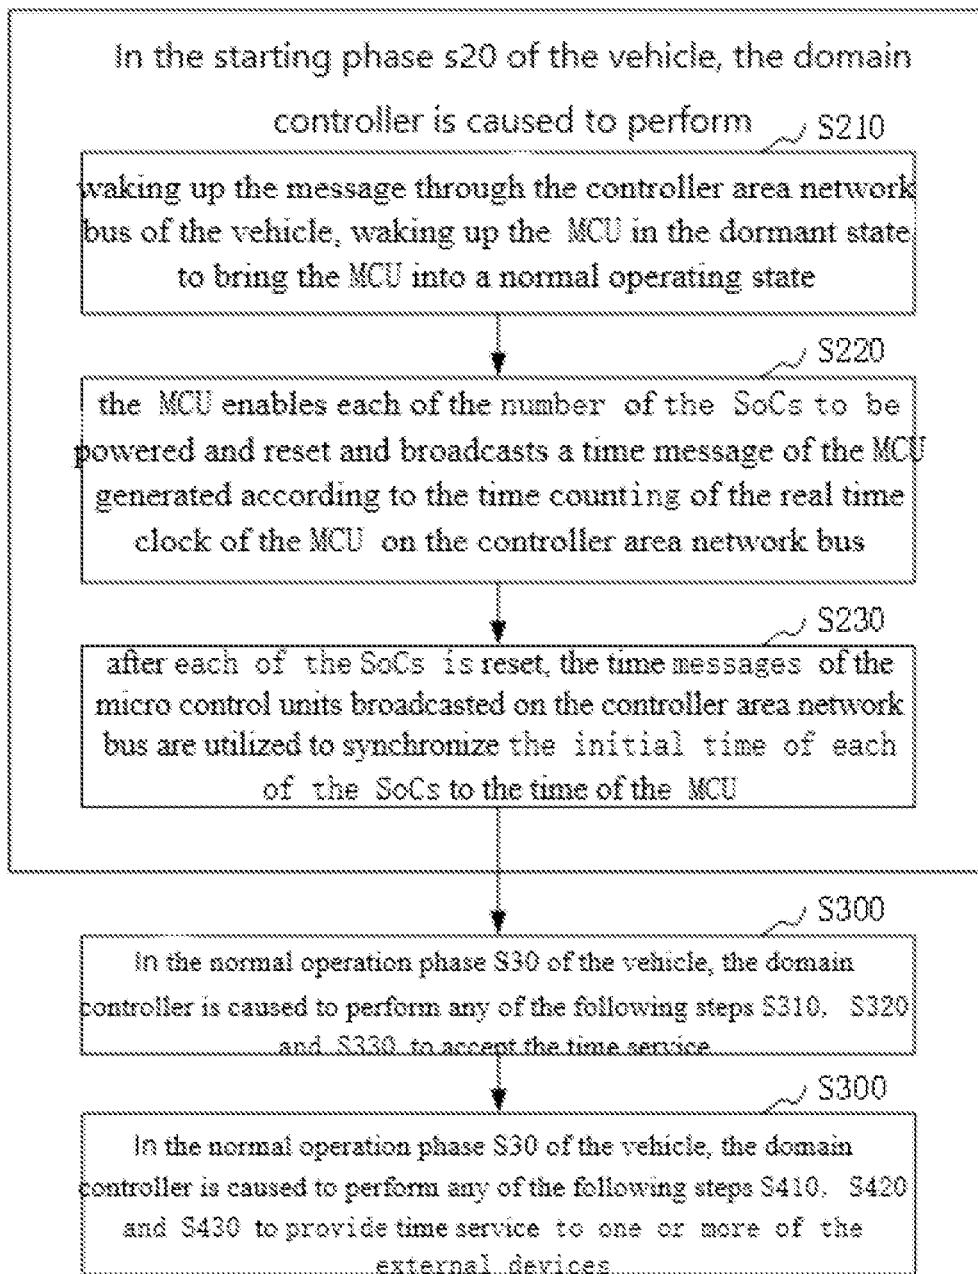 In the starting phase s20 of the vehicle, the domain
controller is caused to perform
S210
waking up the message through the controller area network
bus of the vehicle, waking up the MCU in the dormant state
to bring the MCU into a normal operating state
S220
the MCU enables each of the number of the SoCs to be
powered and reset and broadcasts a time message of the MCU
generated according to the time counting of the real time
clock of the MCU on the controller area network bus
S230
after each of the SoCs is reset, the time messages of the
micro control units broadcasted on the controller area network
bus are utilized to synchronize the initial time of each
of the SoCs to the time of the MCU
S300
In the normal operation phase S30 of the vehicle, the domain
controller is caused to perform any of the following steps S310, S320
and S330 to accept the time service
S300
In the normal operation phase S30 of the vehicle, the domain
controller is caused to perform any of the following steps S410, S420
and S430 to provide time service to one or more of the
external devices